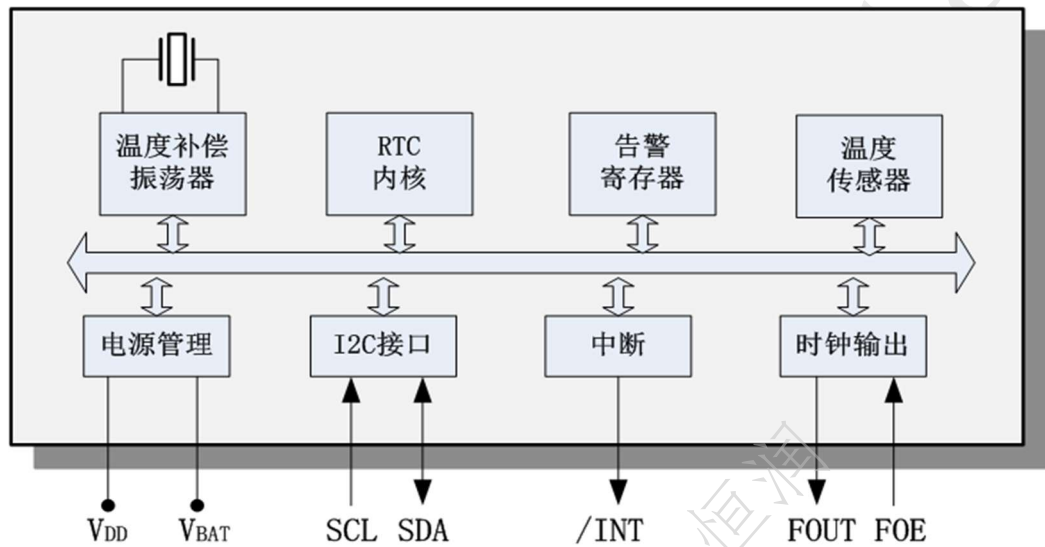 温度补偿
振荡器
RTC
内核
告警
寄存器
温度
传感器
电源管理
I2C接口
中断
时钟输出
VDD
VBAT
SCL
SDA
/INT
FOUT
FOE
恒润